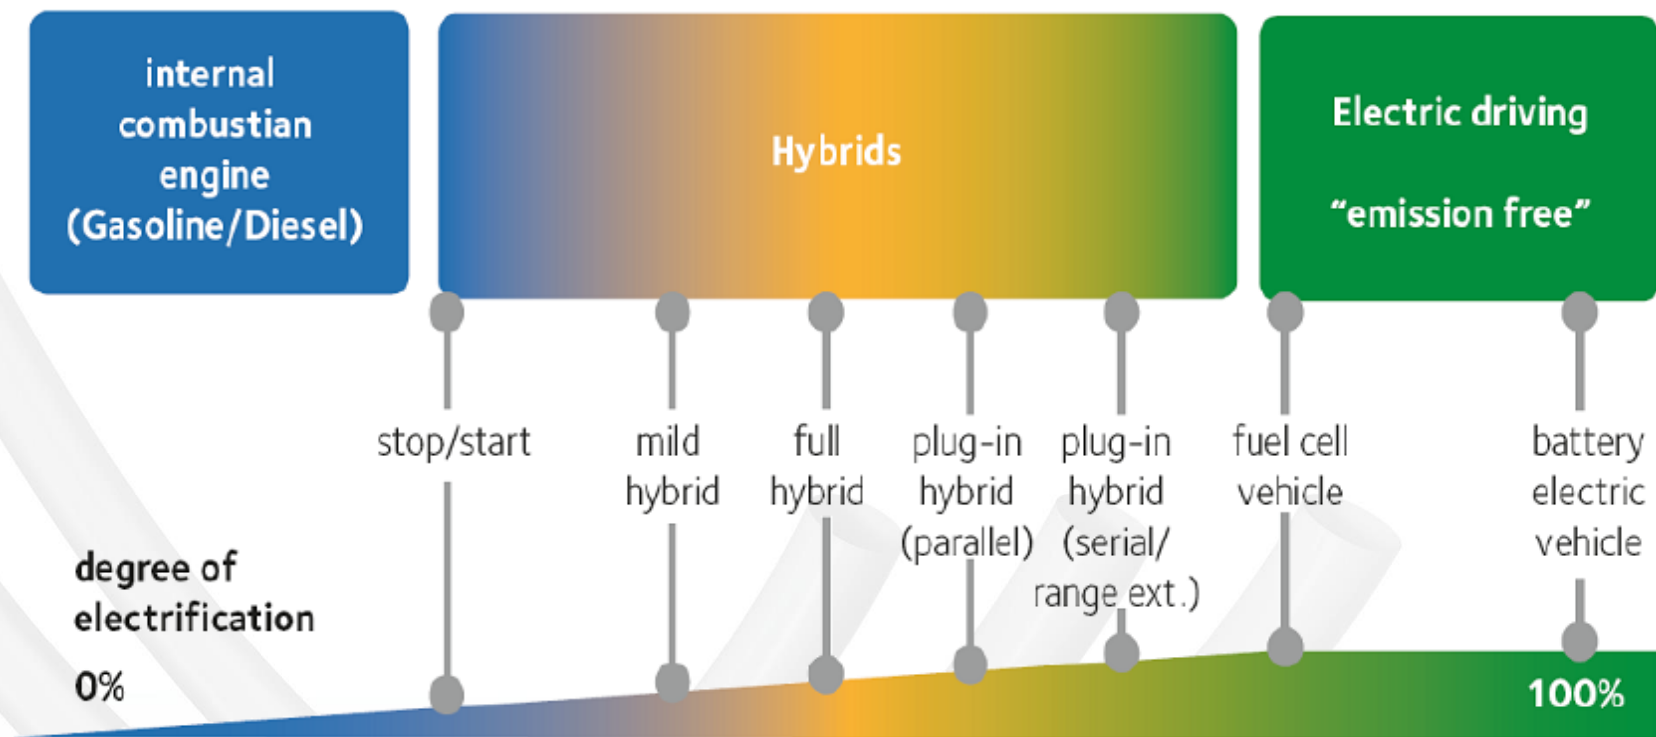 internal
combustian
engine
(Gasoline/Diesel)
Hybrids
Electric driving
“emission free”
stop/start
mild
hybrid
full
hybrid
plug-in
hybrid
(parallel)
plug-in
hybrid
(serial/
range ext.)
fuel cell
vehicle
battery
electric
vehicle
degree of
electrification
0%
100%